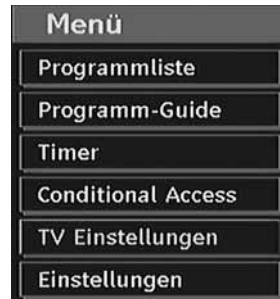 Menü
Programmliste
Programm-Guide
Timer
Conditional Access
TV Einstellungen
Einstellungen